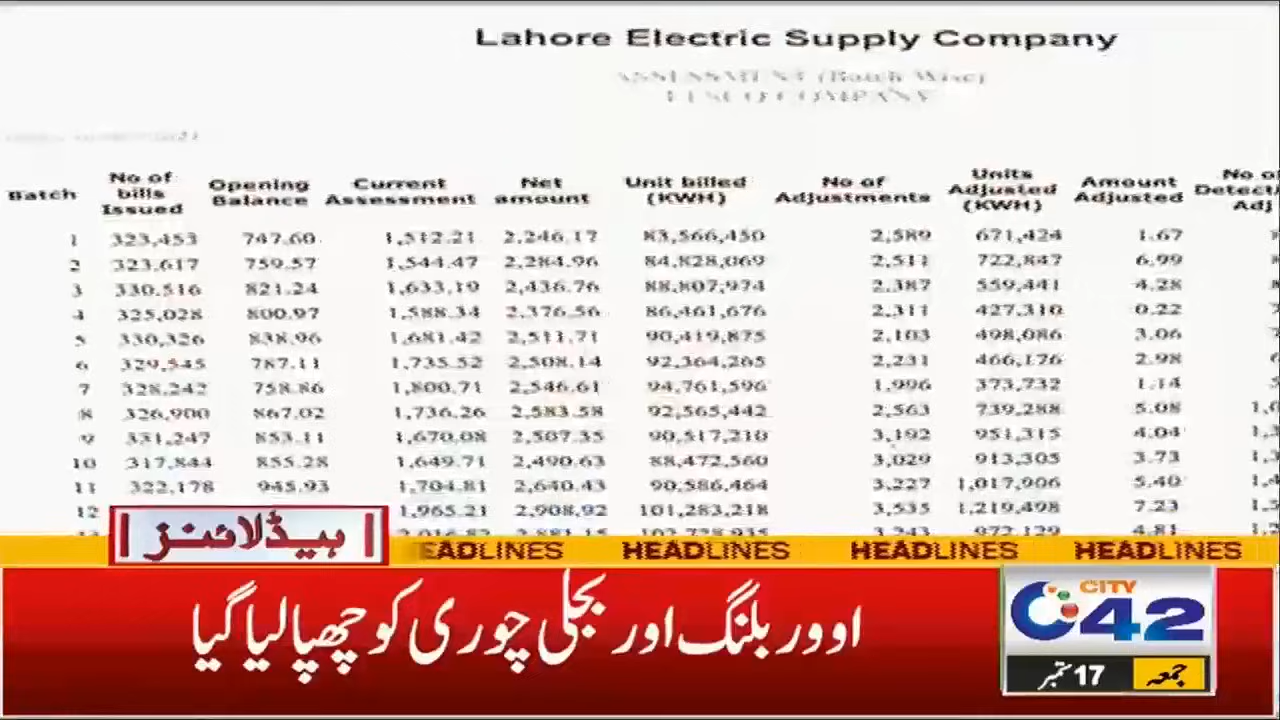 Lahore Electric Supply Company
ASSESSMENT (Batch Wise)
LESCO COMPANY
Batch No of bills Issued Opening Balance Current Assessment Net amount Unit billed (KWH) No of Adjustments Units Adjusted (KWH) Amount Adjusted
1 323,453 747.60 1,512.21 2,246.17 83,566,450 2,589 671,424 1.67
2 323,617 759.57 1,544.47 2,284.96 84,828,069 2,511 722,847 6.99
3 330,516 821.24 1,633.19 2,436.76 88,807,974 2,387 559,441 4.28
4 325,028 800.97 1,588.34 2,376.56 86,461,676 2,311 427,310 0.22
5 330,326 838.96 1,681.42 2,511.71 90,419,875 2,103 498,086 3.06
6 329,545 787.11 1,735.52 2,508.14 92,364,265 2,231 466,176 2.98
7 328,242 758.86 1,800.71 2,546.61 94,761,596 1,996 373,732 1.14
8 326,900 867.02 1,736.26 2,583.58 92,565,442 2,563 739,288 5.08
9 331,247 853.11 1,670.08 2,507.35 90,517,210 3,192 951,315 4.04
10 317,844 855.28 1,649.71 2,490.63 88,472,560 3,029 913,305 3.73
11 322,178 945.93 1,704.81 2,640.43 90,586,464 3,227 1,017,906 5.40
12 1,965.21 2,908.92 101,283,218 3,535 1,219,498 7.23
ہیڈلائنز
HEADLINES HEADLINES HEADLINES
اوور بلنگ اور بجلی چوری کو چھپا لیا گیا
CITY
42
جمعہ 17 ستمبر